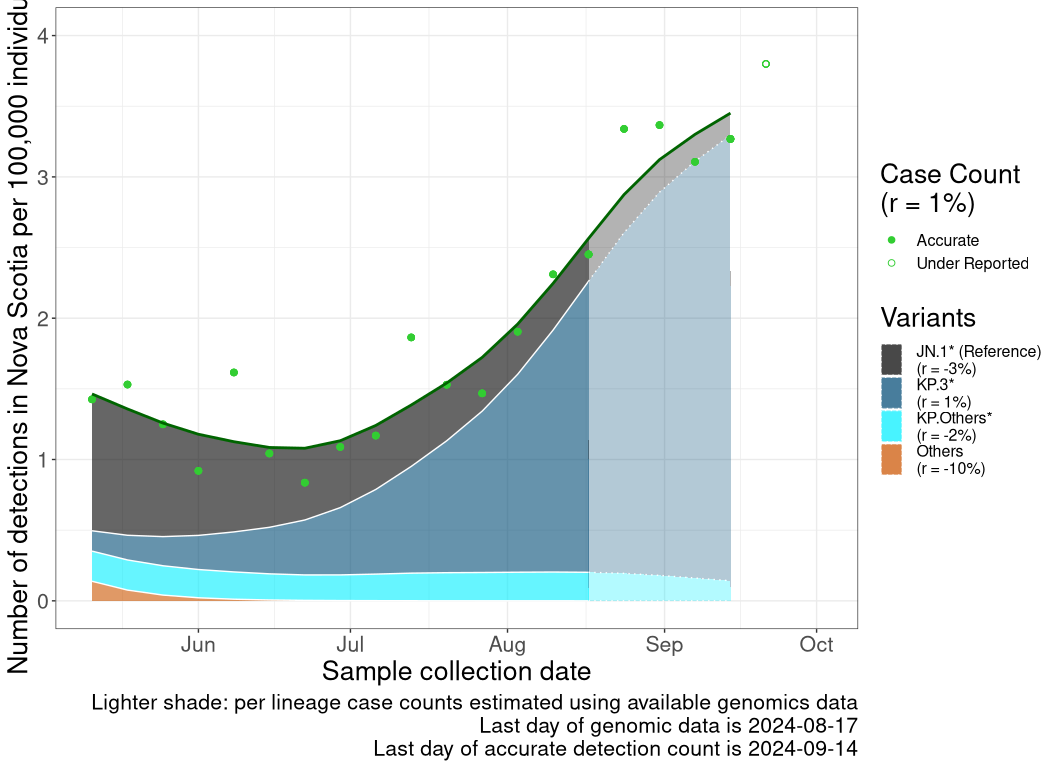 Number of detections in Nova Scotia per 100,000 
4
3
2
1
0
Jun Jul Aug Sep Oct
Sample collection date
Lighter shade: per lineage case counts estimated using available genomics data
Last day of genomic data is 2024-08-17
Last day of accurate detection count is 2024-09-14
Case Count
(r = 1%)
Accurate
Under Reported
Variants
JN.1* (Reference)
(r = -3%)
KP.3*
(r = 1%)
KP.Others*
(r = -2%)
Others
(r = -10%)